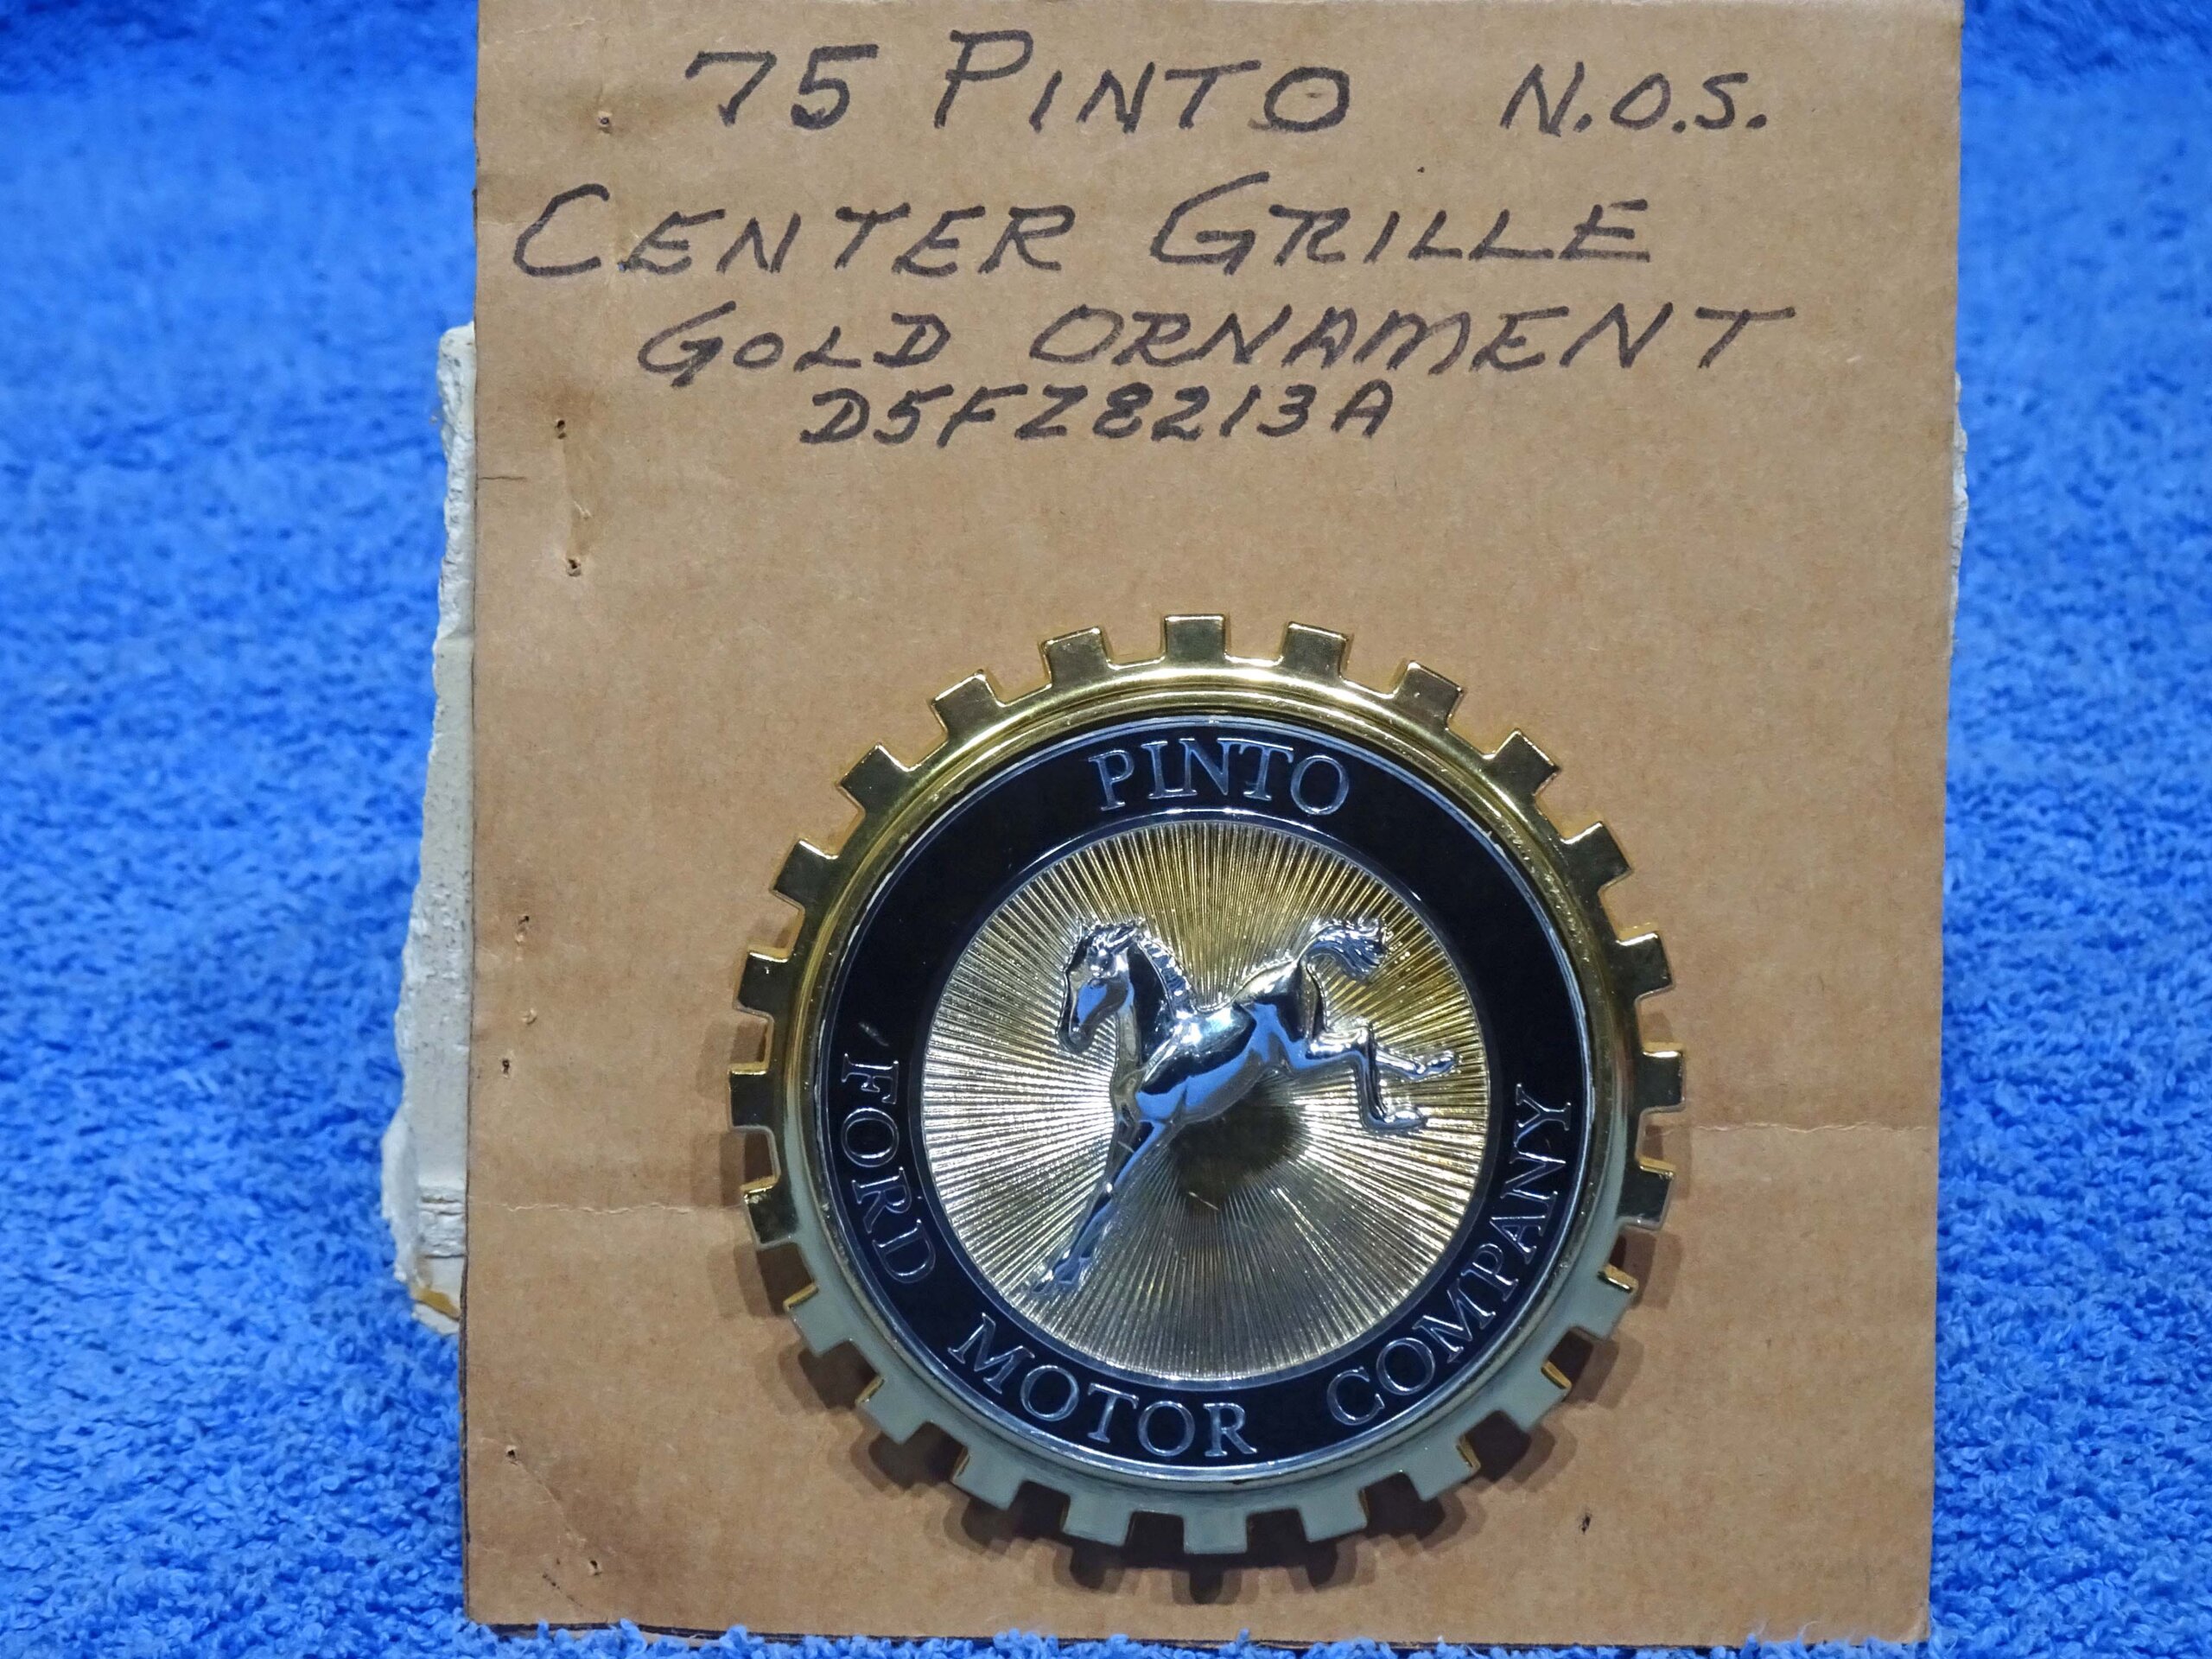 75 PINTO N.O.S.
CENTER GRILLE
GOLD ORNAMENT
D5FZ8213A
PINTO
FORD MOTOR COMPANY